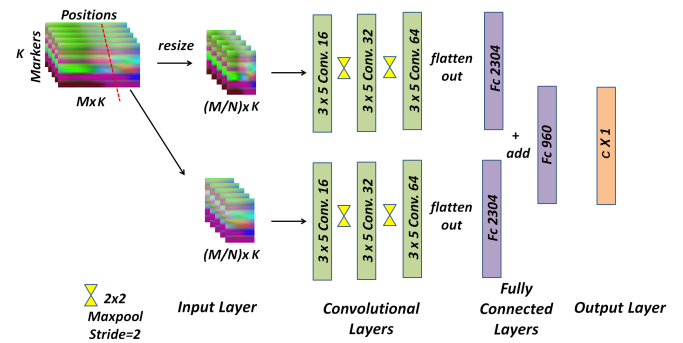 Positions
K
Markers
MxK
resize
(M/N)x K
3 x 5 Conv. 16
3 x 5 Conv. 32
3 x 5 Conv. 64
flatten
out
Fc 2304
+
add
Fc 960
C X 1
(M/N)x K
3 x 5 Conv. 16
3 x 5 Conv. 32
3 x 5 Conv. 64
flatten
out
Fc 2304
2x2
Maxpool
Stride=2
Input Layer
Convolutional
Layers
Fully
Connected
Layers
Output Layer